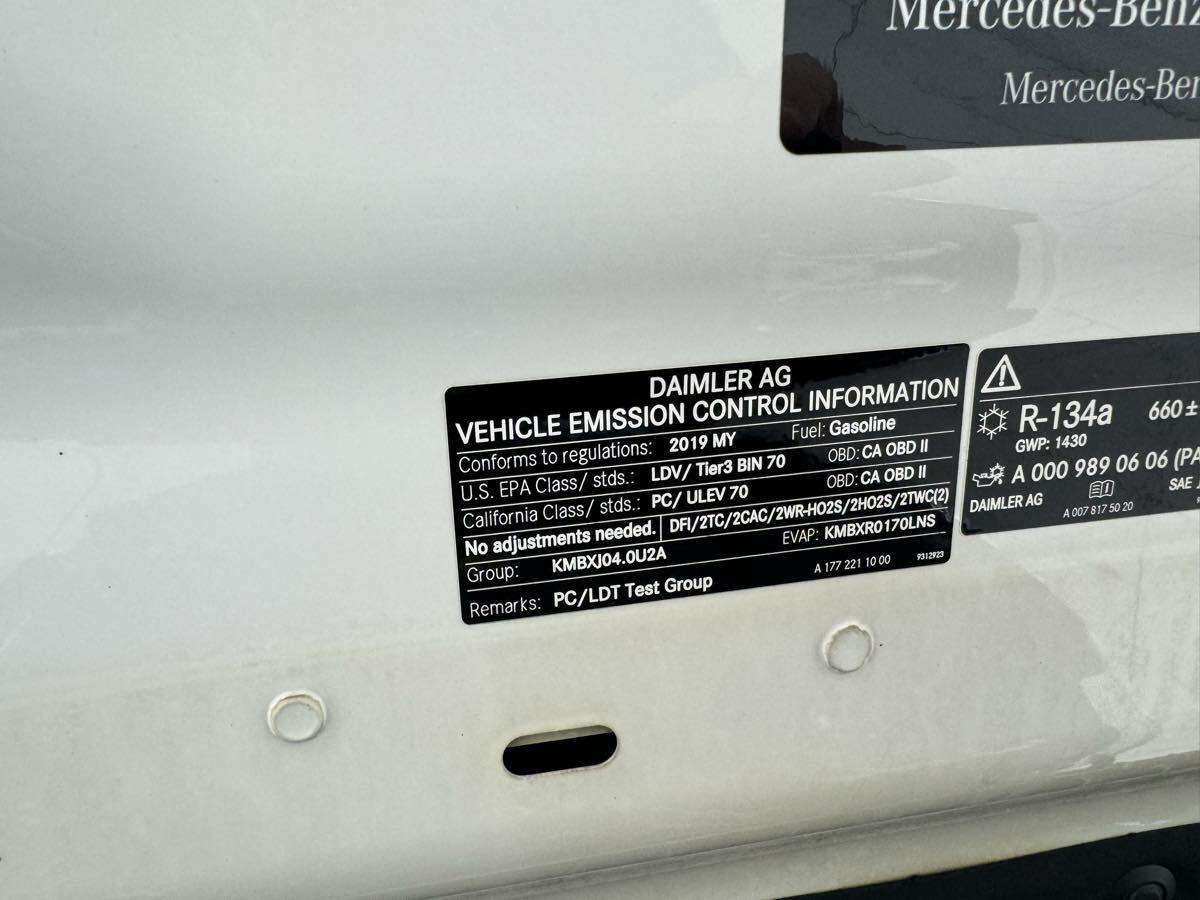 Mercedes-Benz
Mercedes-Ben
DAIMLER AG
VEHICLE EMISSION CONTROL INFORMATION
Conforms to regulations: 2019 MY Fuel: Gasoline
U.S. EPA Class/ stds.: LDV/ Tier3 BIN 70 OBD: CA OBD II
California Class/ stds.: PC/ ULEV 70 OBD: CA OBD II
No adjustments needed. DFI/2TC/2CAC/2WR-HO2S/2HO2S/2TWC(2)
Group: KMBXJ04.0U2A EVAP: KMBXR0170LNS
Remarks: PC/LDT Test Group A 177 221 10 00 9312923
R-134a 660 ±
GWP: 1430
A 000 989 06 06 (PA
DAIMLER AG SAE J
A 007 817 50 20